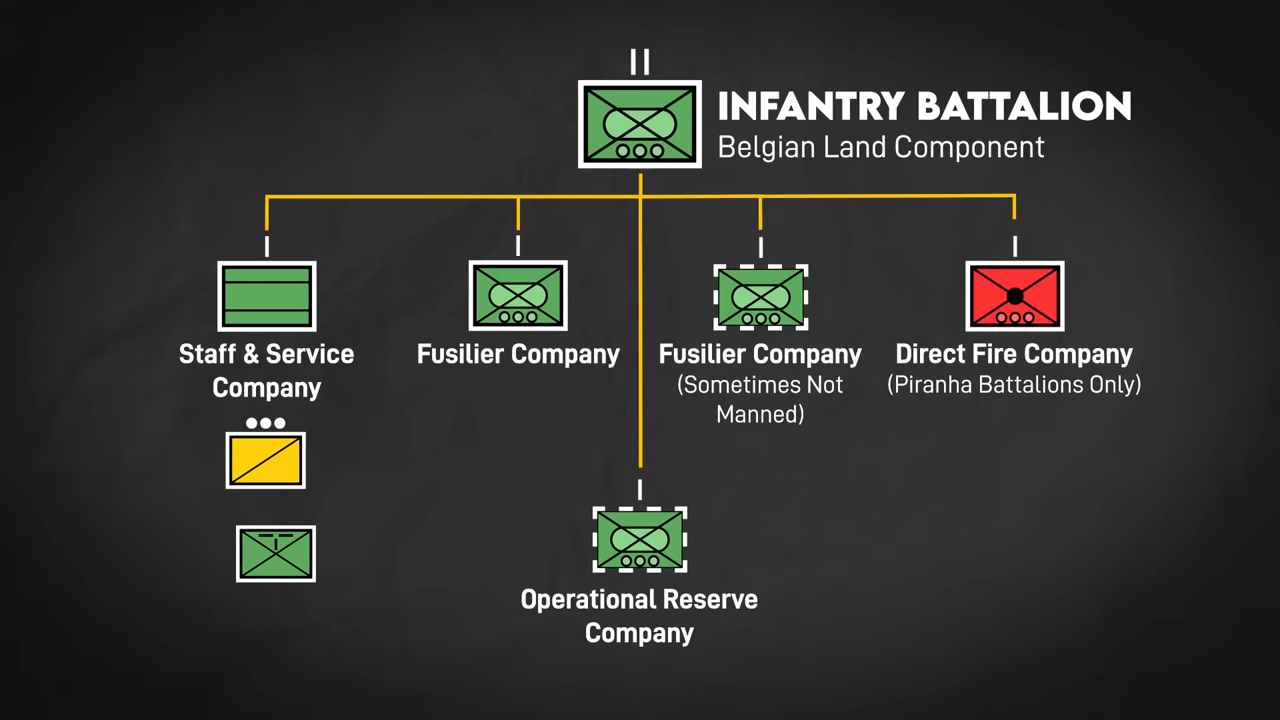 INFANTRY BATTALION
Belgian Land Component
Staff & Service
Company
Fusilier Company
Fusilier Company
(Sometimes Not
Manned)
Direct Fire Company
(Piranha Battalions Only)
Operational Reserve
Company